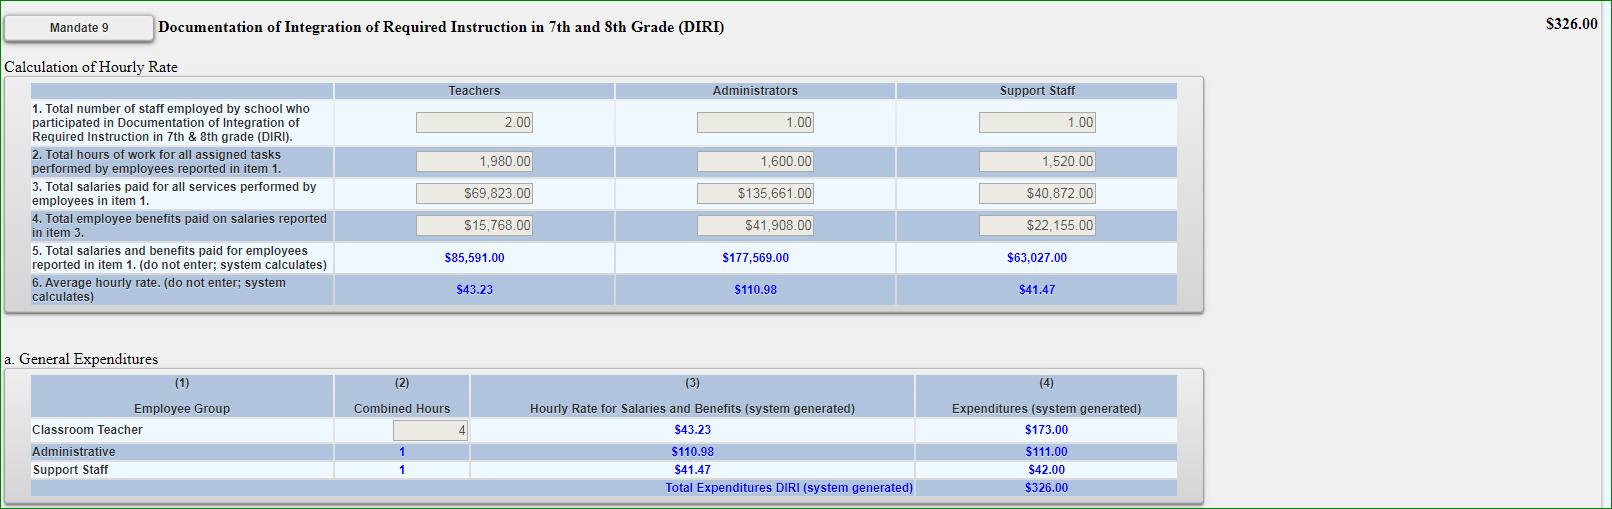 Mandate 9 Documentation of Integration of Required Instruction in 7th and 8th Grade (DIRI) $326.00
Calculation of Hourly Rate
Teachers Administrators Support Staff
1. Total number of staff employed by school who
participated in Documentation of Integration of
Required Instruction in 7th & 8th grade (DIRI).
2.00 1.00 1.00
2. Total hours of work for all assigned tasks
performed by employees reported in item 1.
1,980.00 1,600.00 1,520.00
3. Total salaries paid for all services performed by
employees in item 1.
$69,823.00 $135,661.00 $40,872.00
4. Total employee benefits paid on salaries reported
in item 3.
$15,768.00 $41,908.00 $22,155.00
5. Total salaries and benefits paid for employees
reported in item 1. (do not enter; system calculates)
$85,591.00 $177,569.00 $63,027.00
6. Average hourly rate. (do not enter; system
calculates)
$43.23 $110.98 $41.47
a. General Expenditures
(1) (2) (3) (4)
Employee Group Combined Hours Hourly Rate for Salaries and Benefits (system generated) Expenditures (system generated)
Classroom Teacher 4 $43.23 $173.00
Administrative 1 $110.98 $111.00
Support Staff 1 $41.47 $42.00
Total Expenditures DIRI (system generated) $326.00